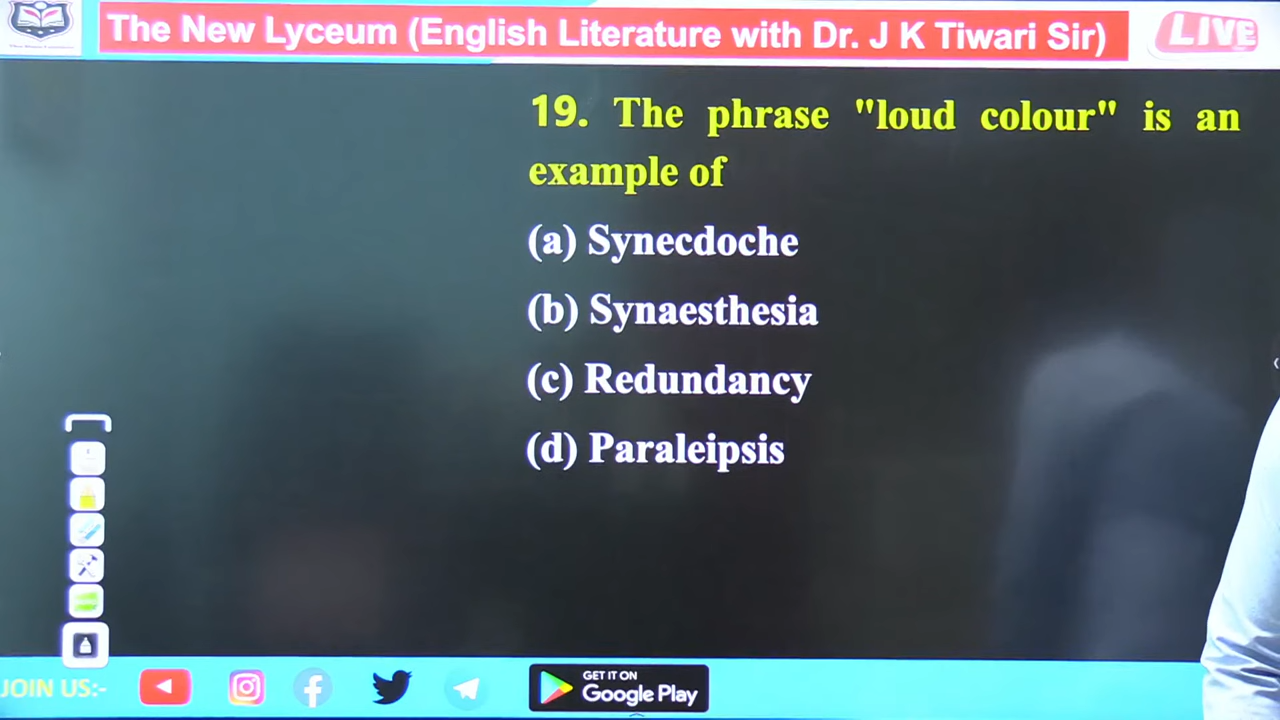 The New Lyceum (English Literature with Dr. J K Tiwari Sir)
LIVE
19. The phrase "loud colour" is an
example of
(a) Synecdoche
(b) Synaesthesia
(c) Redundancy
(d) Paraleipsis
JOIN US:-
GET IT ON
Google Play